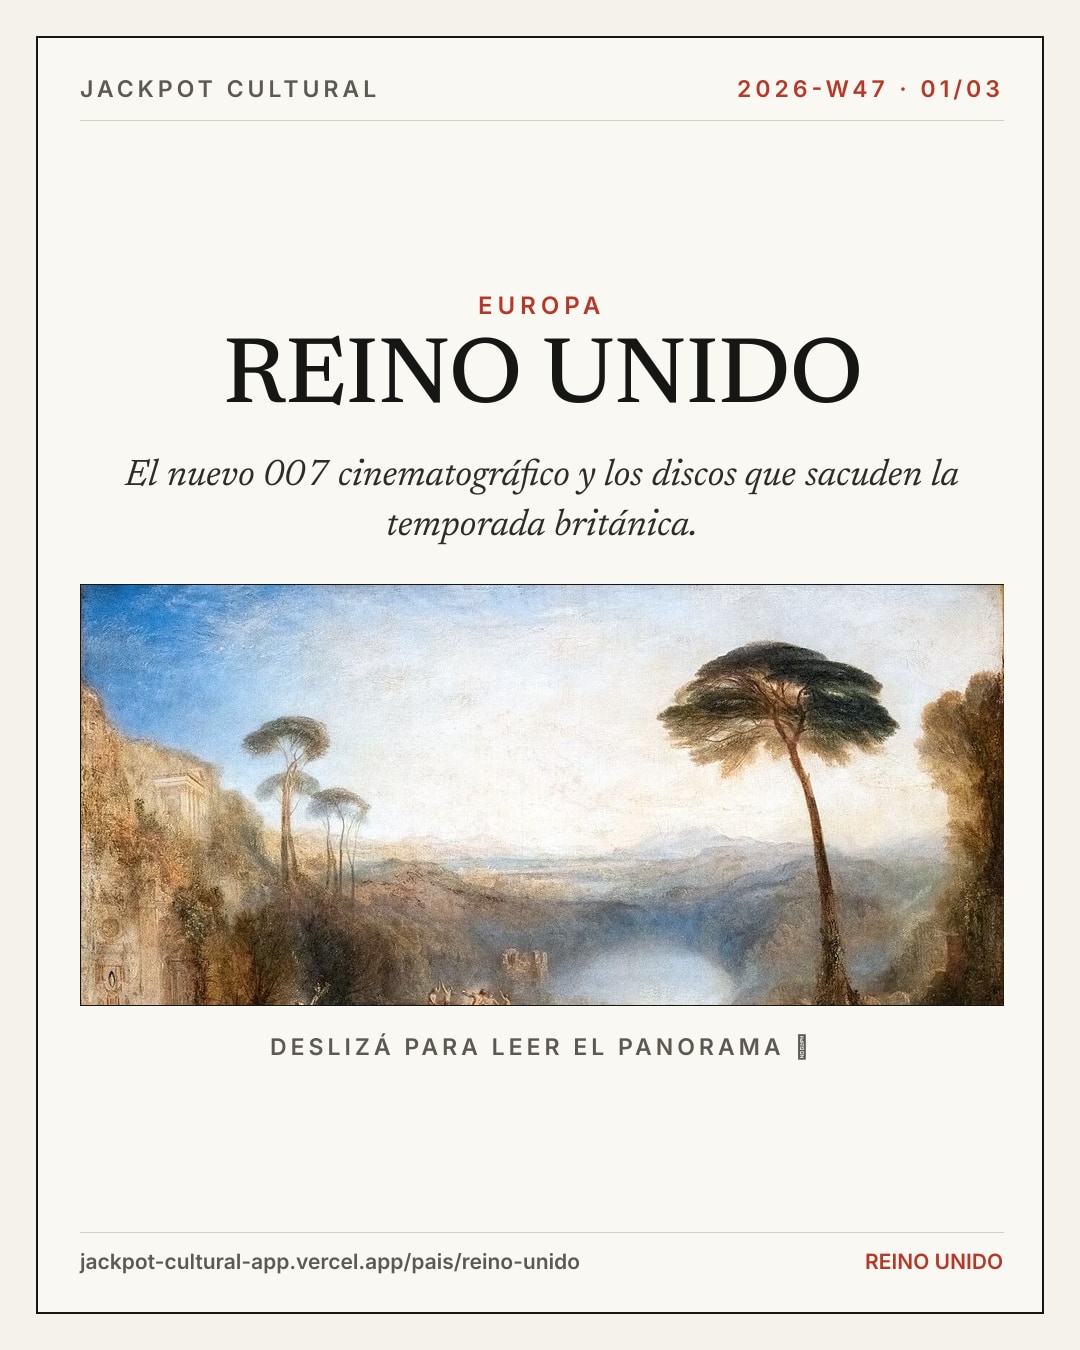 JACKPOT CULTURAL
2026-W47 · 01/03
EUROPA
REINO UNIDO
El nuevo 007 cinematográfico y los discos que sacuden la
temporada británica.
DESLIZÁ PARA LEER EL PANORAMA
jackpot-cultural-app.vercel.app/pais/reino-unido
REINO UNIDO